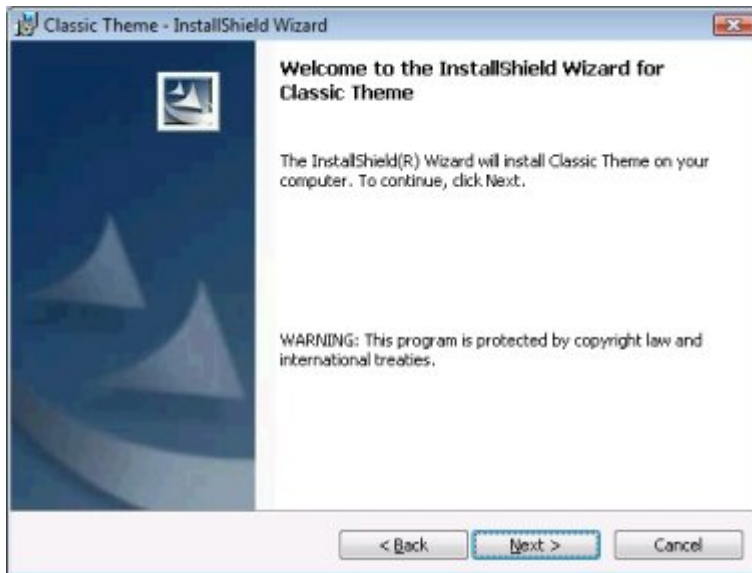 Classic Theme - InstallShield Wizard
Welcome to the InstallShield Wizard for
Classic Theme
The InstallShield(R) Wizard will install Classic Theme on your
computer. To continue, click Next.
WARNING: This program is protected by copyright law and
international treaties.
< Back
Next >
Cancel